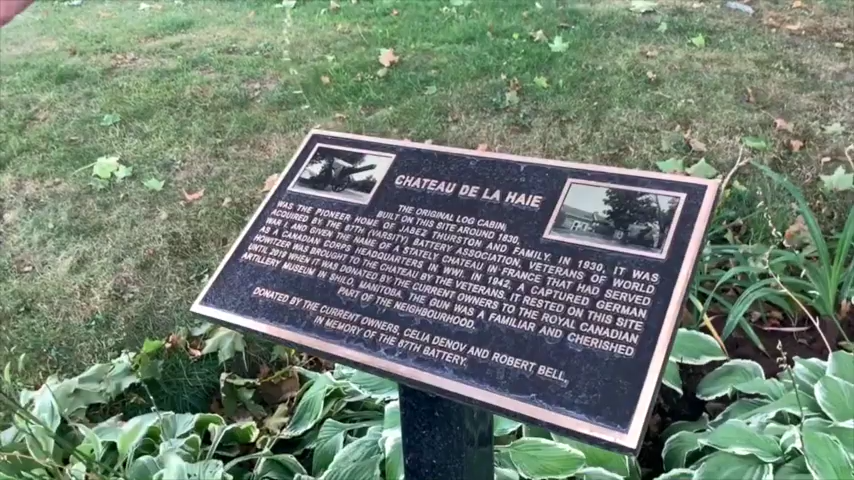 CHATEAU DE LA HAIE
THE ORIGINAL LOG CABIN,
BUILT ON THIS SITE AROUND 1830,
WAS THE PIONEER HOME OF JABEZ THURSTON AND FAMILY. IN 1930, IT WAS
ACQUIRED BY THE 67TH (VARSITY) BATTERY ASSOCIATION, VETERANS OF WORLD
WAR I, AND GIVEN THE NAME OF A STATELY CHATEAU IN FRANCE THAT HAD SERVED
AS A CANADIAN CORPS HEADQUARTERS IN WWI. IN 1942, A CAPTURED GERMAN
HOWITZER WAS BROUGHT TO THE CHATEAU BY THE VETERANS. IT RESTED ON THIS SITE
UNTIL 2010 WHEN IT WAS DONATED BY THE CURRENT OWNERS TO THE ROYAL CANADIAN
ARTILLERY MUSEUM IN SHILO, MANITOBA. THE GUN WAS A FAMILIAR AND CHERISHED
PART OF THE NEIGHBOURHOOD.
DONATED BY THE CURRENT OWNERS, CELIA DENOV AND ROBERT BELL,
IN MEMORY OF THE 67TH BATTERY.